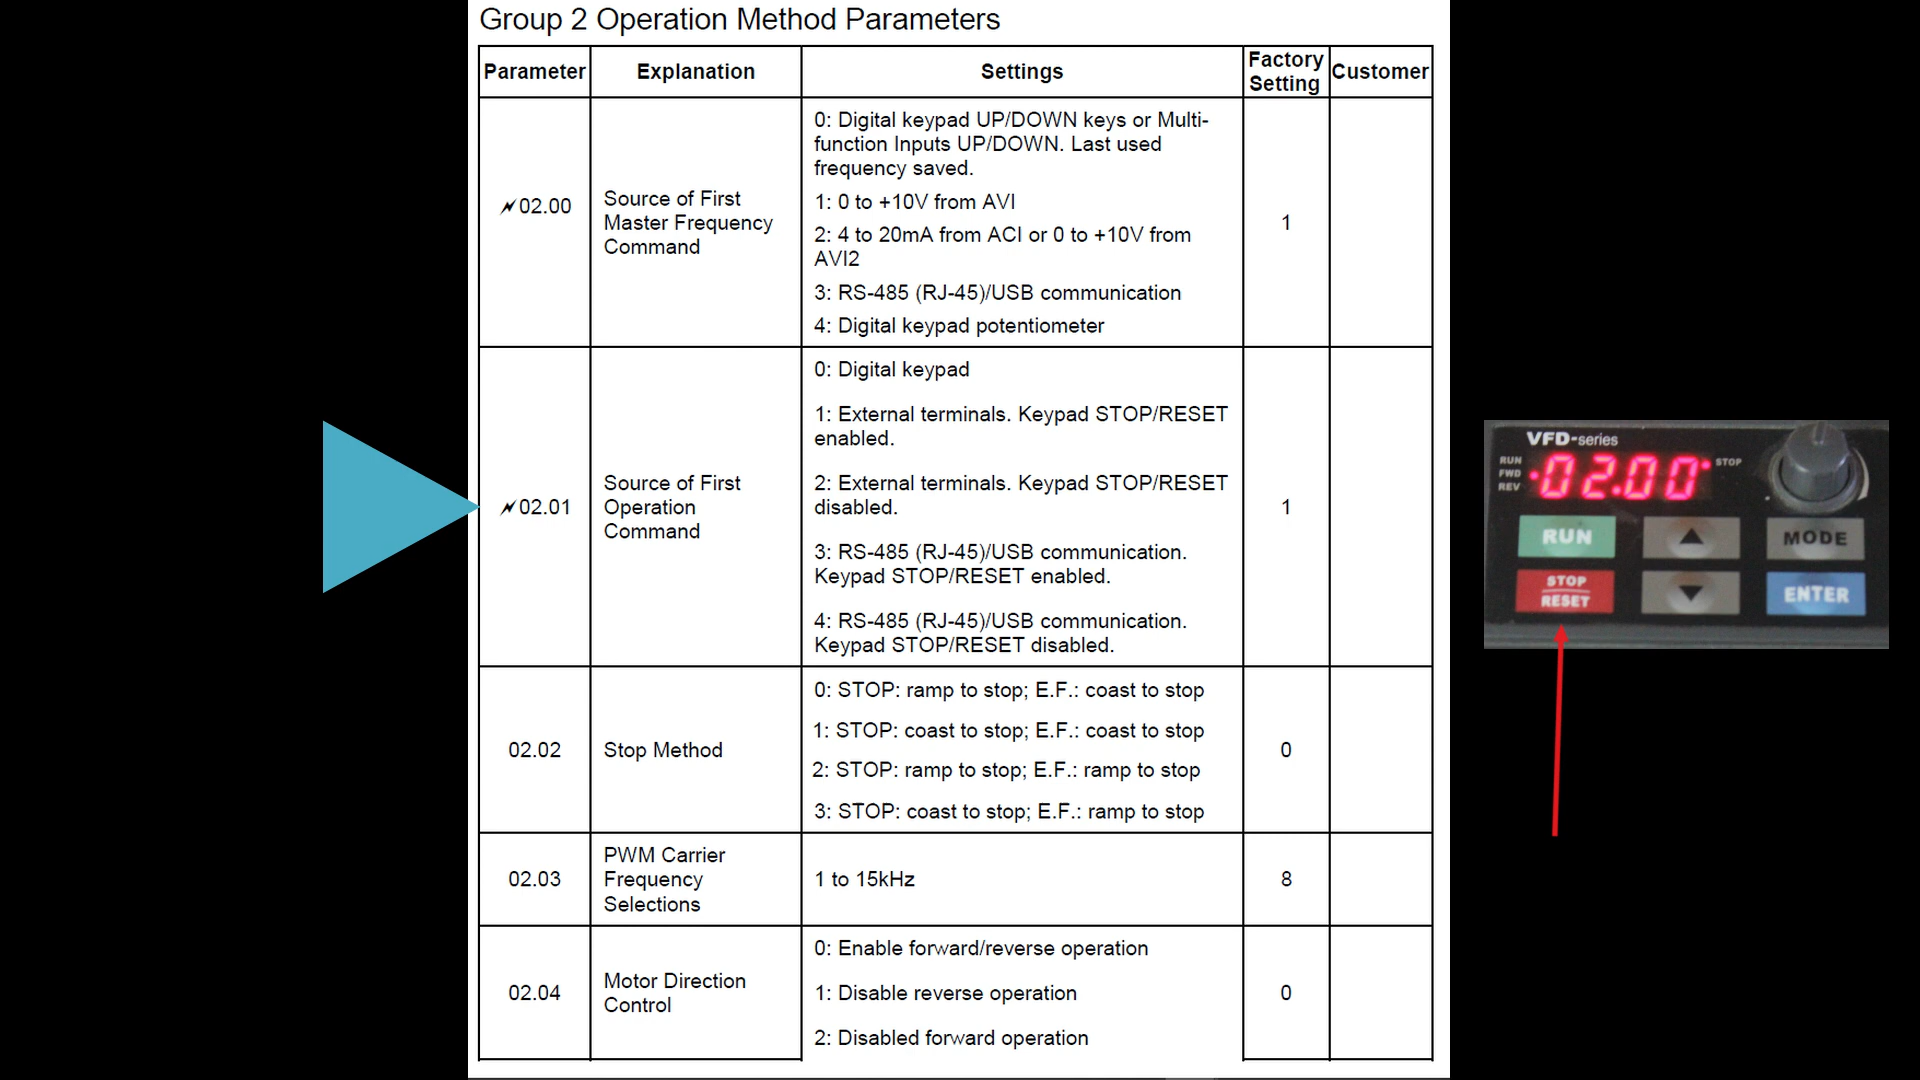 Group 2 Operation Method Parameters
Parameter
Explanation
Settings
Factory
Setting
Customer
02.00
Source of First
Master Frequency
Command
0: Digital keypad UP/DOWN keys or Multi-
function Inputs UP/DOWN. Last used
frequency saved.
1: 0 to +10V from AVI
2: 4 to 20mA from ACI or 0 to +10V from
AVI2
3: RS-485 (RJ-45)/USB communication
4: Digital keypad potentiometer
1
02.01
Source of First
Operation
Command
0: Digital keypad
1: External terminals. Keypad STOP/RESET
enabled.
2: External terminals. Keypad STOP/RESET
disabled.
3: RS-485 (RJ-45)/USB communication.
Keypad STOP/RESET enabled.
4: RS-485 (RJ-45)/USB communication.
Keypad STOP/RESET disabled.
1
02.02
Stop Method
0: STOP: ramp to stop; E.F.: coast to stop
1: STOP: coast to stop; E.F.: coast to stop
2: STOP: ramp to stop; E.F.: ramp to stop
3: STOP: coast to stop; E.F.: ramp to stop
0
02.03
PWM Carrier
Frequency
Selections
1 to 15kHz
8
02.04
Motor Direction
Control
0: Enable forward/reverse operation
1: Disable reverse operation
2: Disabled forward operation
0
VFD-series
RUN
FWD
REV
02.00
STOP
RUN
MODE
STOP
RESET
ENTER